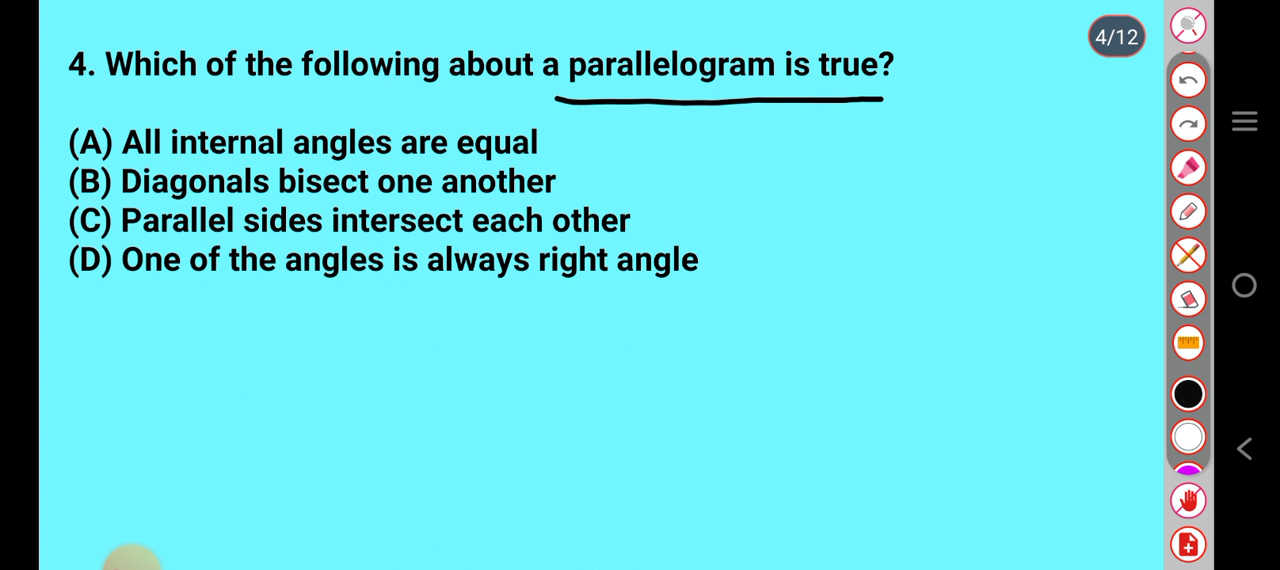 4/12
4. Which of the following about a parallelogram is true?
(A) All internal angles are equal
(B) Diagonals bisect one another
(C) Parallel sides intersect each other
(D) One of the angles is always right angle